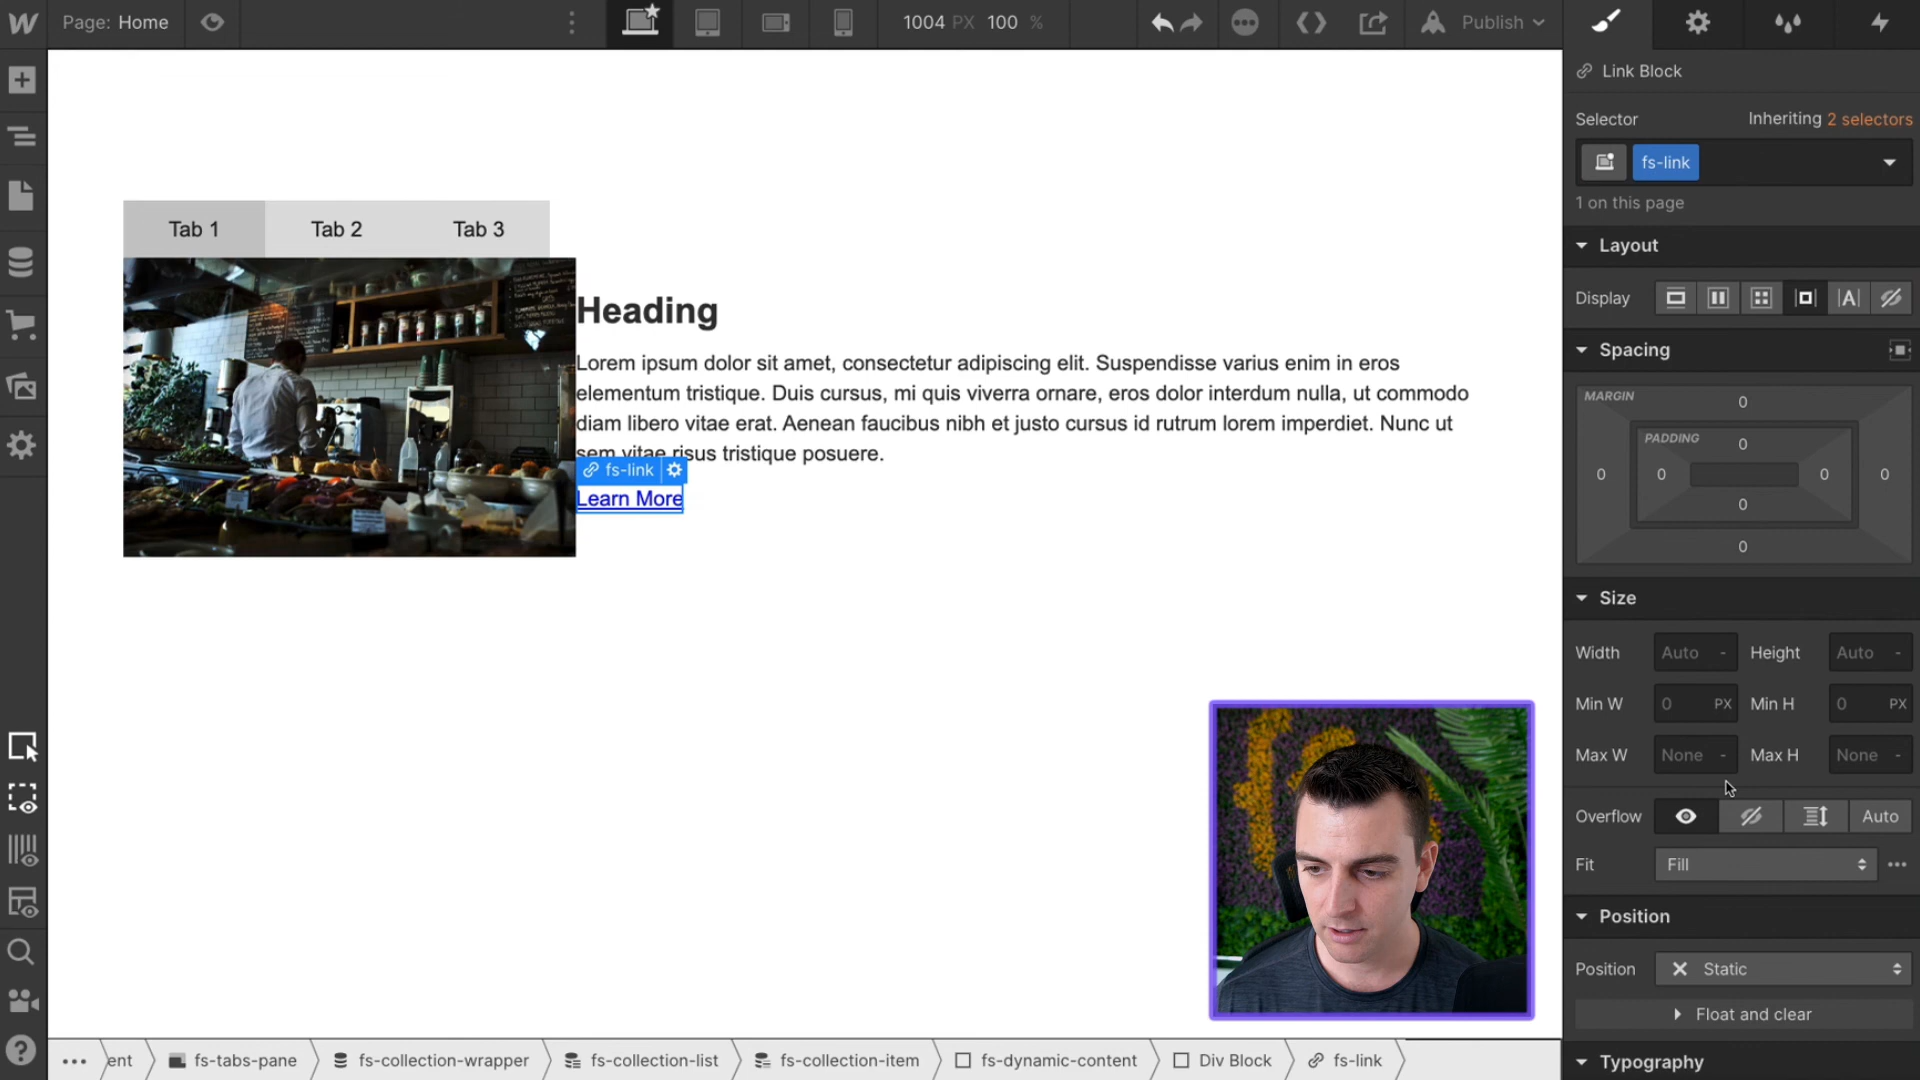 Page: Home
1004 PX 100 %
Publish
Link Block
Selector
Inheriting 2 selectors
fs-link
1 on this page
Layout
Display
Spacing
MARGIN
0
PADDING
0
0 0 0 0
0
0
Size
Width Auto - Height Auto -
Min W 0 PX Min H 0 PX
Max W None - Max H None -
Overflow Auto
Fit Fill
Position
Position Static
Float and clear
Typography
Tab 1 Tab 2 Tab 3
Heading
Lorem ipsum dolor sit amet, consectetur adipiscing elit. Suspendisse varius enim in eros
elementum tristique. Duis cursus, mi quis viverra ornare, eros dolor interdum nulla, ut commodo
diam libero vitae erat. Aenean faucibus nibh et justo cursus id rutrum lorem imperdiet. Nunc ut
sem vitae risus tristique posuere.
fs-link
Learn More
ent fs-tabs-pane fs-collection-wrapper fs-collection-list fs-collection-item fs-dynamic-content Div Block fs-link